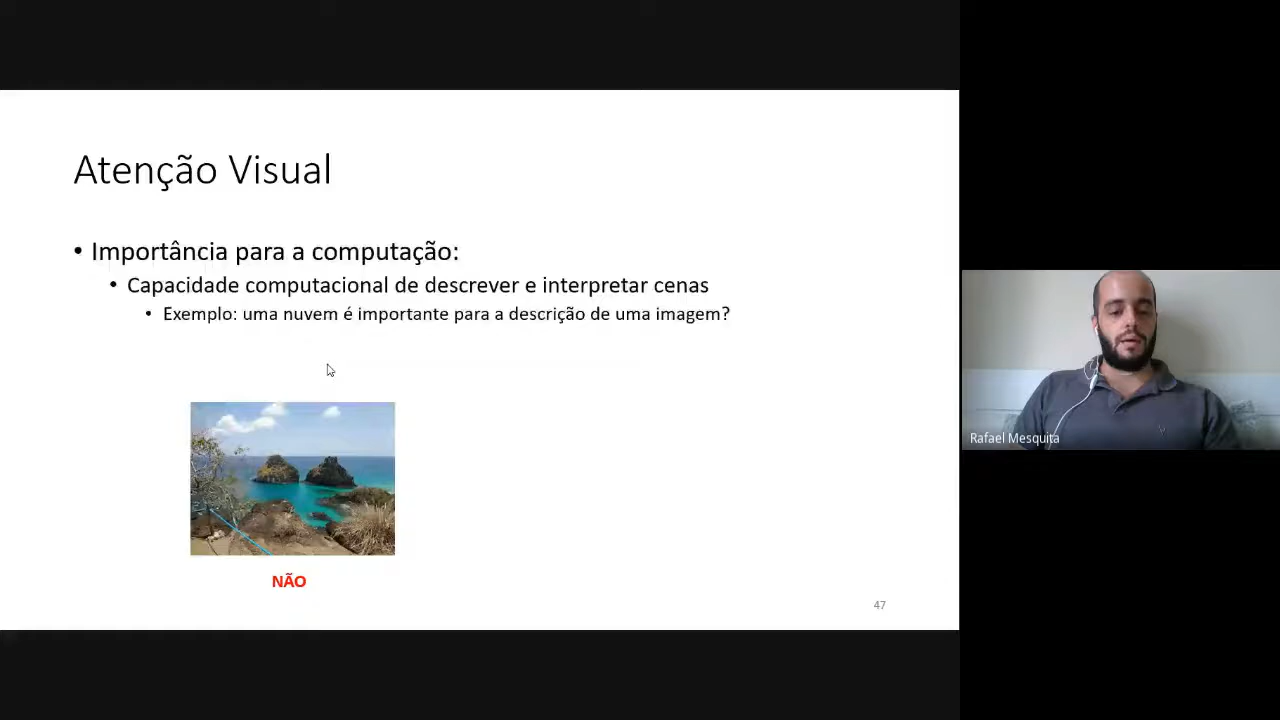 Atenção Visual
• Importância para a computação:
• Capacidade computacional de descrever e interpretar cenas
• Exemplo: uma nuvem é importante para a descrição de uma imagem?
NÃO
47
Rafael Mesquita